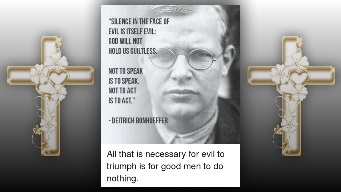 "SILENCE IN THE FACE OF
EVIL IS ITSELF EVIL:
GOD WILL NOT
HOLD US GUILTLESS.
NOT TO SPEAK
IS TO SPEAK.
NOT TO ACT
IS TO ACT."
- DEITRICH BONHOEFFER
All that is necessary for evil to
triumph is for good men to do
nothing.